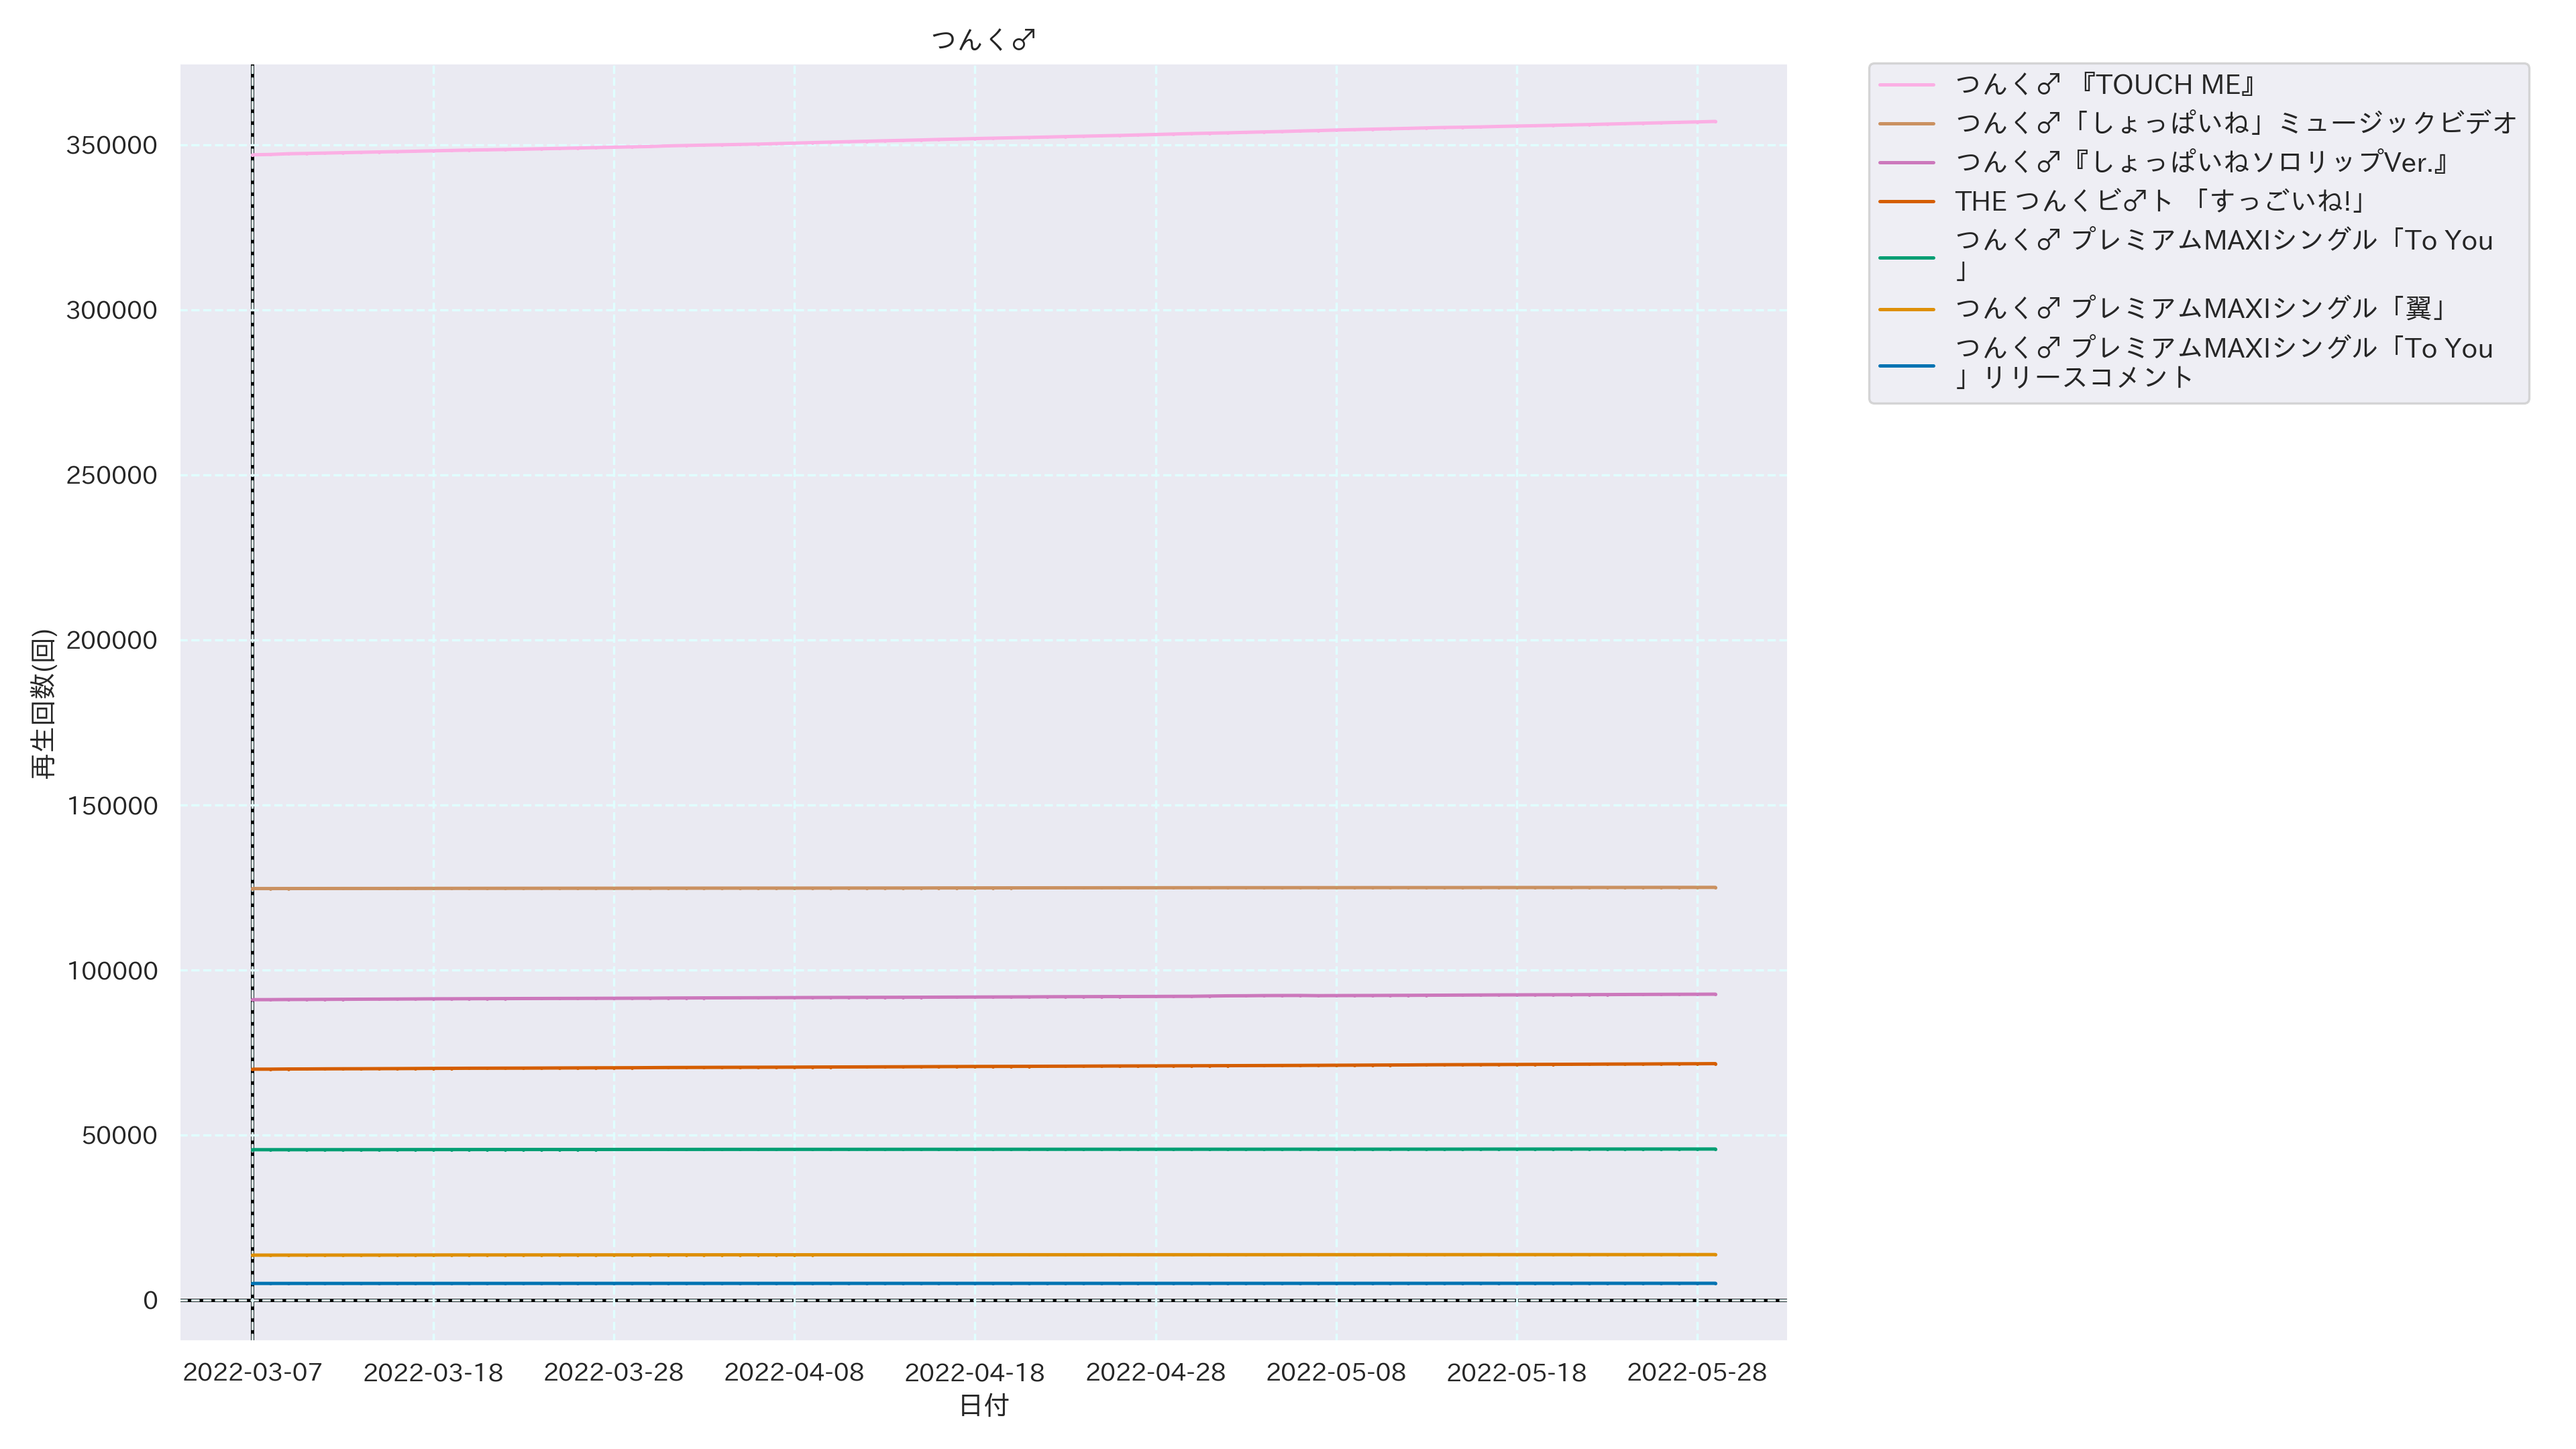 つんく♂
350000
300000
250000
200000
150000
100000
50000
0
再生回数(回)
2022-03-07
2022-03-18
2022-03-28
2022-04-08
2022-04-18
2022-04-28
2022-05-08
2022-05-18
2022-05-28
日付
つんく♂ 『TOUCH ME』
つんく♂「しょっぱいね」ミュージックビデオ
つんく♂『しょっぱいねソロリップVer.』
THE つんくビ♂ト 「すっごいね!」
つんく♂ プレミアムMAXIシングル「To You
」
つんく♂ プレミアムMAXIシングル「翼」
つんく♂ プレミアムMAXIシングル「To You
」リリースコメント